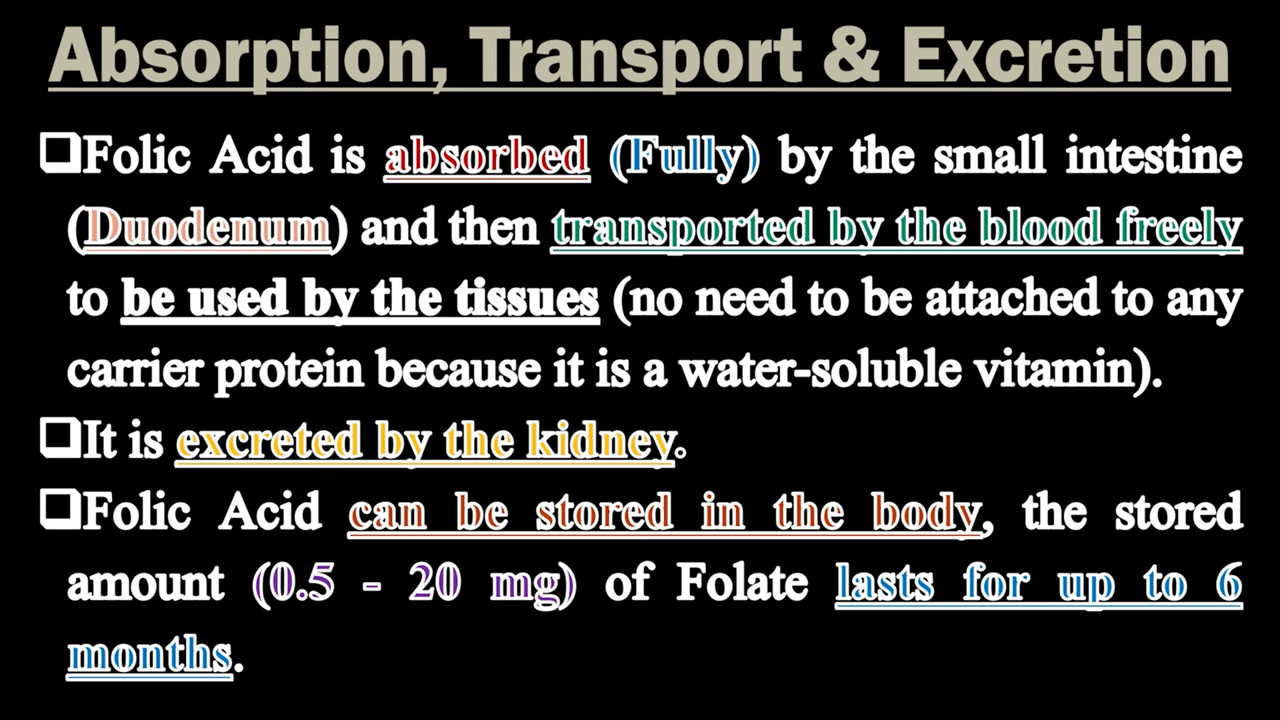 Absorption, Transport & Excretion
❑Folic Acid is absorbed (Fully) by the small intestine
(Duodenum) and then transported by the blood freely
to be used by the tissues (no need to be attached to any
carrier protein because it is a water-soluble vitamin).
❑It is excreted by the kidney.
❑Folic Acid can be stored in the body, the stored
amount (0.5 - 20 mg) of Folate lasts for up to 6
months.